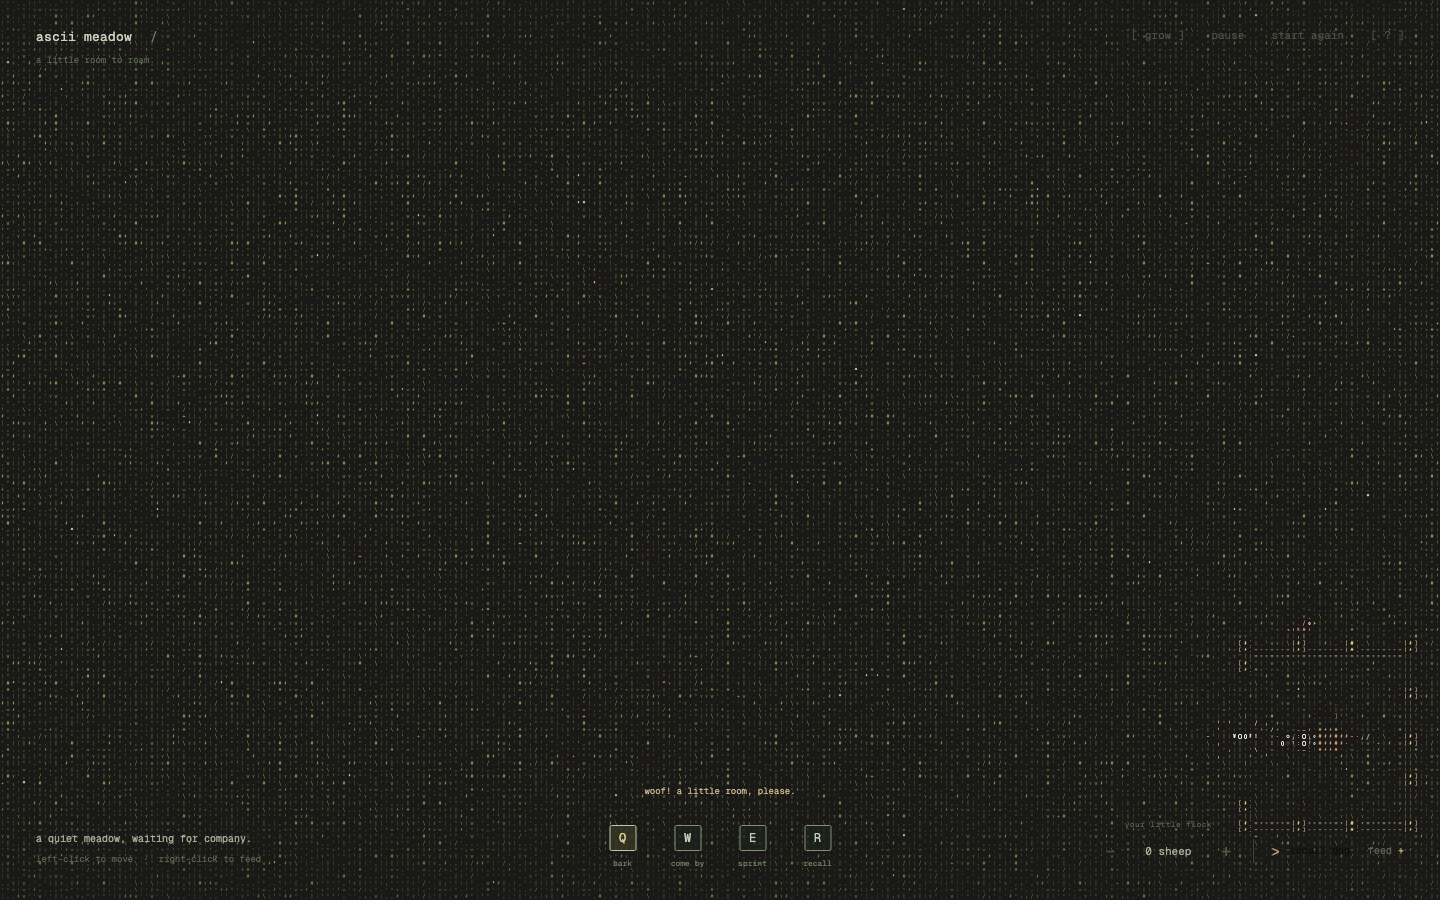 ascii meadow /
[ grow ] pause start again [ ? ]
a little room to roam
WOOF!
woof! a little room, please.
your little flock
Q W E R
a quiet meadow, waiting for company.
− 0 sheep + > feed +
left-click to move · right-click to feed
bark come by sprint recall